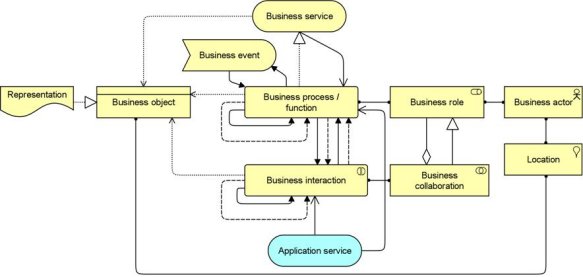 Business service
Business event
Representation
Business object
Business process /
function
Business role
Business actor
Location
Business interaction
Business
collaboration
Application service